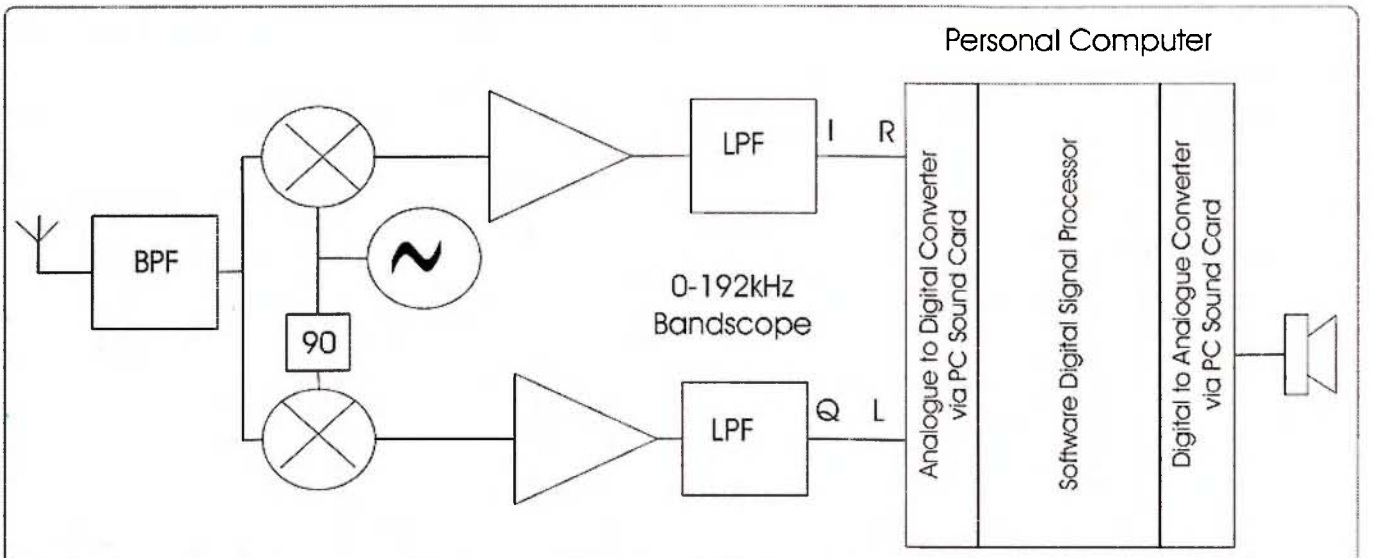 Personal Computer
BPF
90
LPF
I R
0-192kHz
Bandscope
LPF
Q L
Analogue to Digital Converter
via PC Sound Card
Software Digital Signal Processor
Digital to Analogue Converter
via PC Sound Card